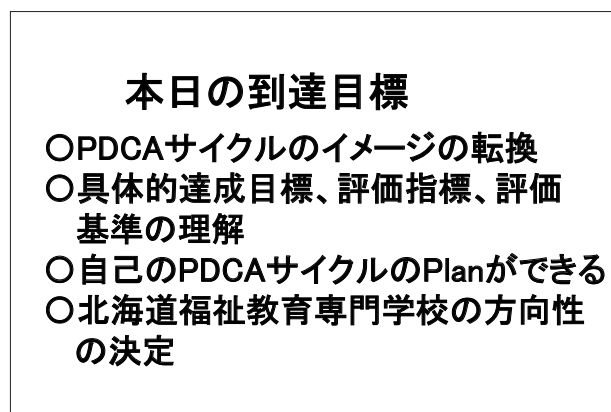 本日の到達目標
○PDCAサイクルのイメージの転換
○具体的達成目標、評価指標、評価
基準の理解
○自己のPDCAサイクルのPlanができる
○北海道福祉教育専門学校の方向性
の決定